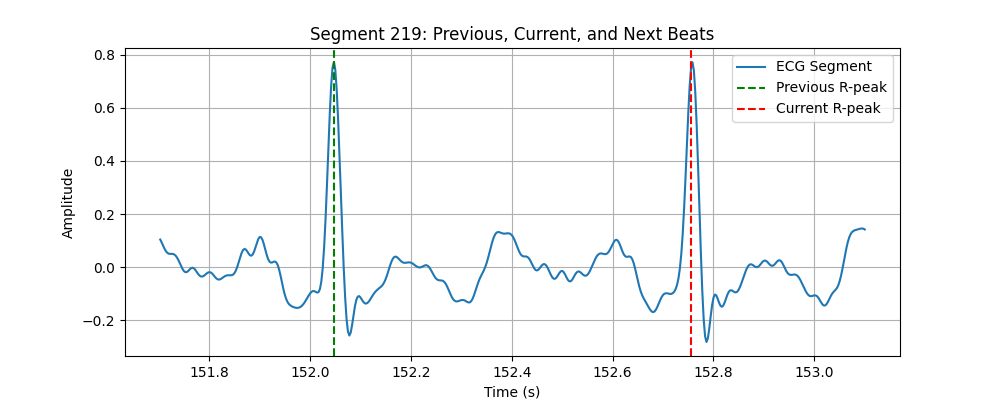 Segment 219: Previous, Current, and Next Beats
ECG Segment
Previous R-peak
Current R-peak
0.8
0.6
0.4
0.2
0.0
−0.2
Amplitude
151.8 152.0 152.2 152.4 152.6 152.8 153.0
Time (s)